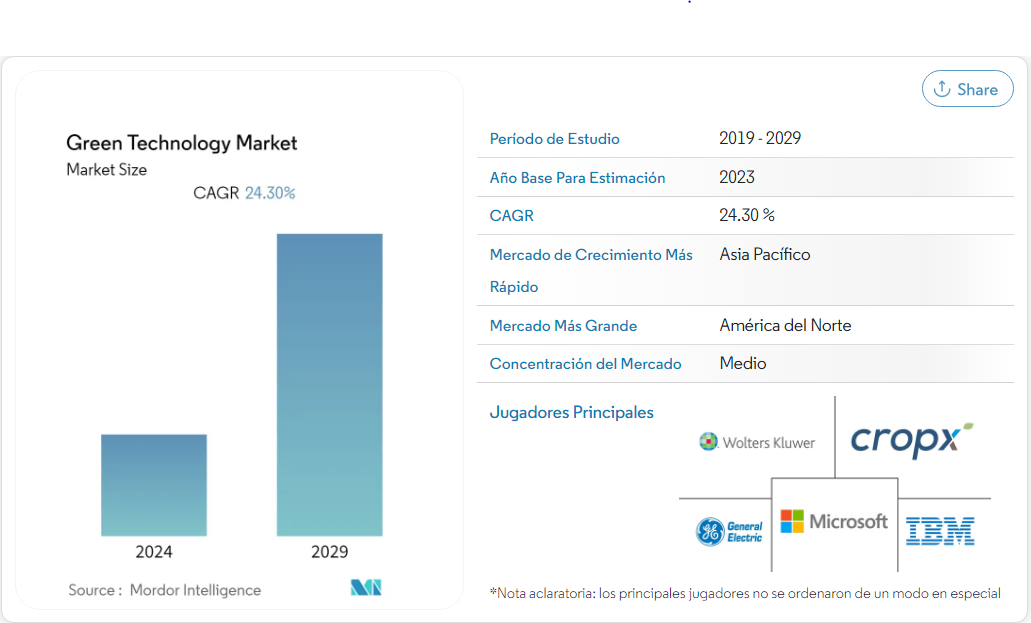 Share
Green Technology Market
Market Size
CAGR 24.30%
2024
2029
Source : Mordor Intelligence
Período de Estudio 2019 - 2029
Año Base Para Estimación 2023
CAGR 24.30 %
Mercado de Crecimiento Más Asia Pacífico
Rápido
Mercado Más Grande América del Norte
Concentración del Mercado Medio
Jugadores Principales
Wolters Kluwer
cropx
General
Electric
Microsoft
IBM
*Nota aclaratoria: los principales jugadores no se ordenaron de un modo en especial